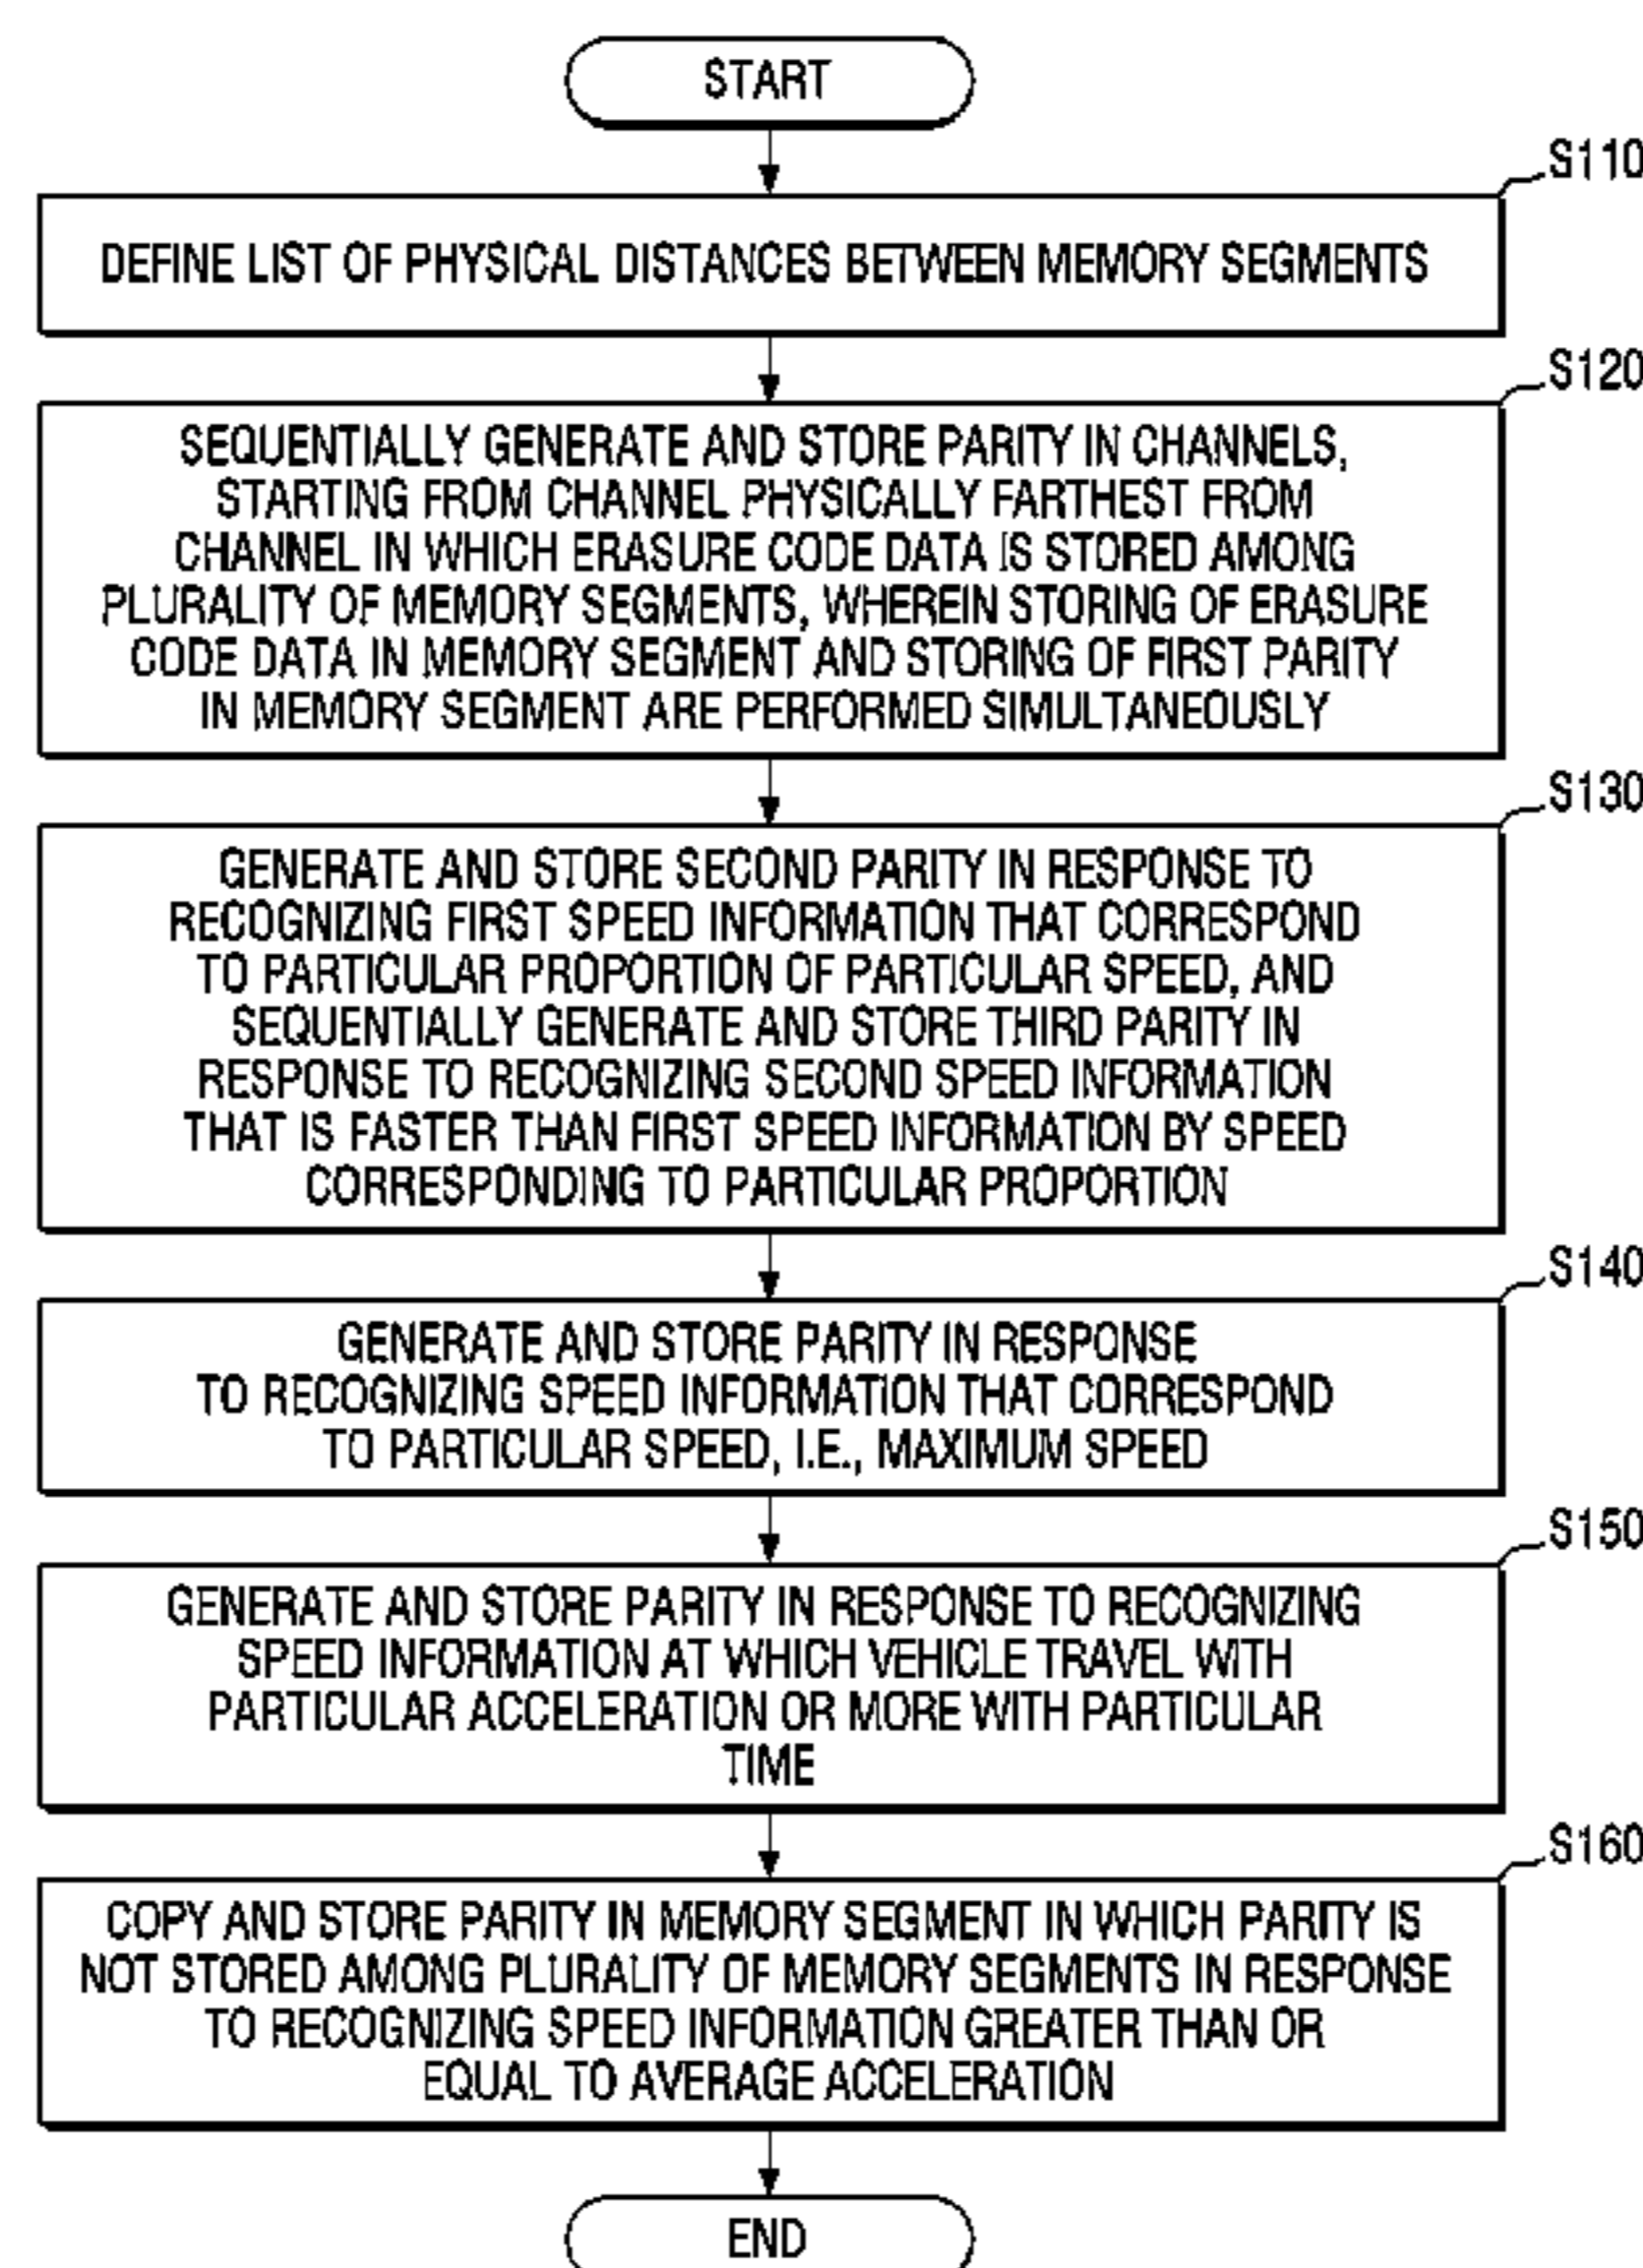 START
S110
DEFINE LIST OF PHYSICAL DISTANCES BETWEEN MEMORY SEGMENTS
S120
SEQUENTIALLY GENERATE AND STORE PARITY IN CHANNELS,
STARTING FROM CHANNEL PHYSICALLY FARTHEST FROM
CHANNEL IN WHICH ERASURE CODE DATA IS STORED AMONG
PLURALITY OF MEMORY SEGMENTS, WHEREIN STORING OF ERASURE
CODE DATA IN MEMORY SEGMENT AND STORING OF FIRST PARITY
IN MEMORY SEGMENT ARE PERFORMED SIMULTANEOUSLY
S130
GENERATE AND STORE SECOND PARITY IN RESPONSE TO
RECOGNIZING FIRST SPEED INFORMATION THAT CORRESPOND
TO PARTICULAR PROPORTION OF PARTICULAR SPEED, AND
SEQUENTIALLY GENERATE AND STORE THIRD PARITY IN
RESPONSE TO RECOGNIZING SECOND SPEED INFORMATION
THAT IS FASTER THAN FIRST SPEED INFORMATION BY SPEED
CORRESPONDING TO PARTICULAR PROPORTION
S140
GENERATE AND STORE PARITY IN RESPONSE
TO RECOGNIZING SPEED INFORMATION THAT CORRESPOND
TO PARTICULAR SPEED, I.E., MAXIMUM SPEED
S150
GENERATE AND STORE PARITY IN RESPONSE TO RECOGNIZING
SPEED INFORMATION AT WHICH VEHICLE TRAVEL WITH
PARTICULAR ACCELERATION OR MORE WITH PARTICULAR
TIME
S160
COPY AND STORE PARITY IN MEMORY SEGMENT IN WHICH PARITY IS
NOT STORED AMONG PLURALITY OF MEMORY SEGMENTS IN RESPONSE
TO RECOGNIZING SPEED INFORMATION GREATER THAN OR
EQUAL TO AVERAGE ACCELERATION
END